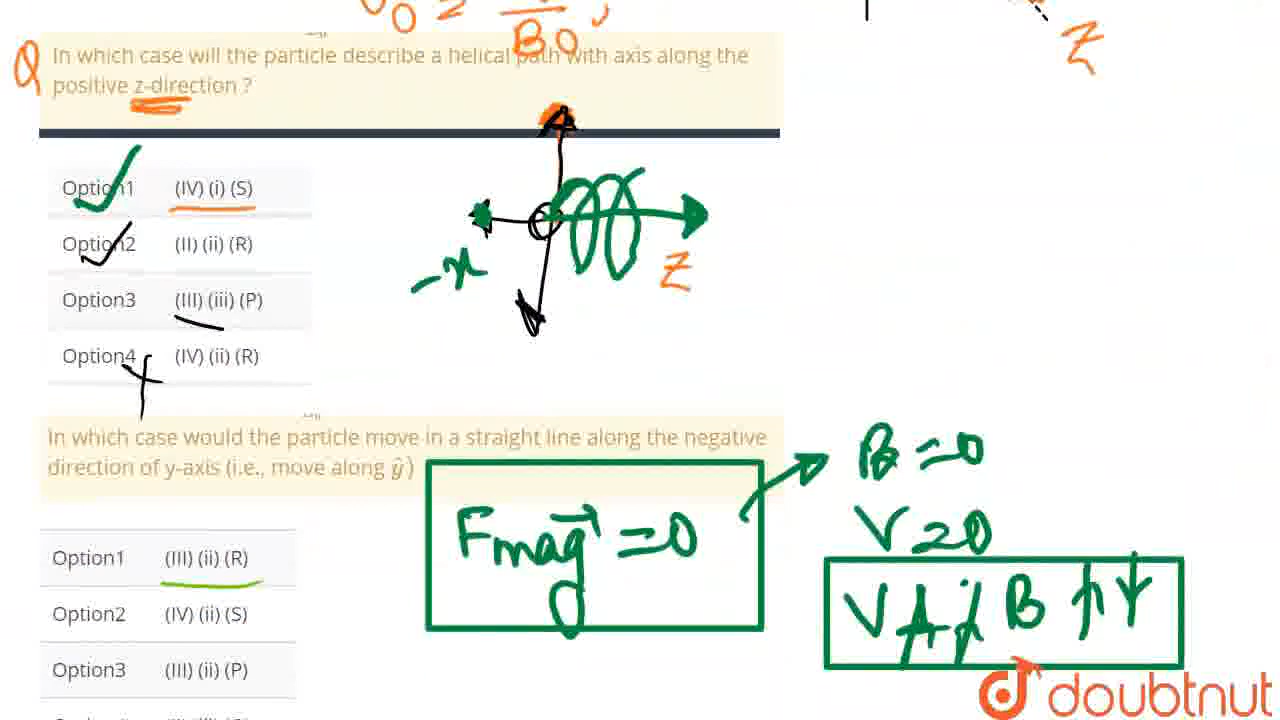 B0
Z
Q
In which case will the particle describe a helical path with axis along the
positive z-direction ?
Option1 (IV) (i) (S)
Option2 (II) (ii) (R)
Option3 (III) (iii) (P)
Option4 (IV) (ii) (R)
-x
Z
In which case would the particle move in a straight line along the negative
direction of y-axis (i.e., move along ŷ)
Fmag = 0
B = 0
V = 0
Option1 (III) (ii) (R)
Option2 (IV) (ii) (S)
Option3 (III) (ii) (P)
V B
doubtnut